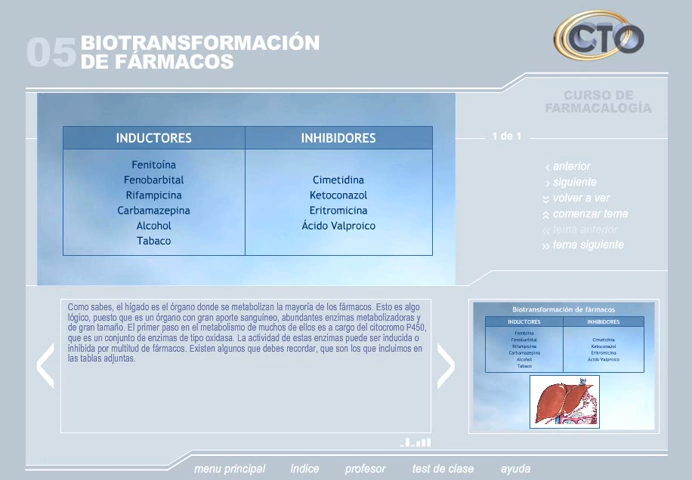 05 BIOTRANSFORMACIÓN
DE FÁRMACOS
CTO
CURSO DE
FARMACALOGÍA
1 de 1
INDUCTORES INHIBIDORES
Fenitoína
Fenobarbital Cimetidina
Rifampicina Ketoconazol
Carbamazepina Eritromicina
Alcohol Ácido Valproico
Tabaco
‹ anterior
› siguiente
volver a ver
comenzar tema
‹‹ tema anterior
›› tema siguiente
Como sabes, el hígado es el órgano donde se metabolizan la mayoría de los fármacos. Esto es algo
lógico, puesto que es un órgano con gran aporte sanguíneo, abundantes enzimas metabolizadoras y
de gran tamaño. El primer paso en el metabolismo de muchos de ellos es a cargo del citocromo P450,
que es un conjunto de enzimas de tipo oxidasa. La actividad de estas enzimas puede ser inducida o
inhibida por multitud de fármacos. Existen algunos que debes recordar, que son los que incluimos en
las tablas adjuntas.
Biotransformación de fármacos
INDUCTORES INHIBIDORES
Fenitoína
Fenobarbital Cimetidina
Rifampicina Ketoconazol
Carbamazepina Eritromicina
Alcohol Ácido Valproico
Tabaco
menu príncipal índice profesor test de clase ayuda